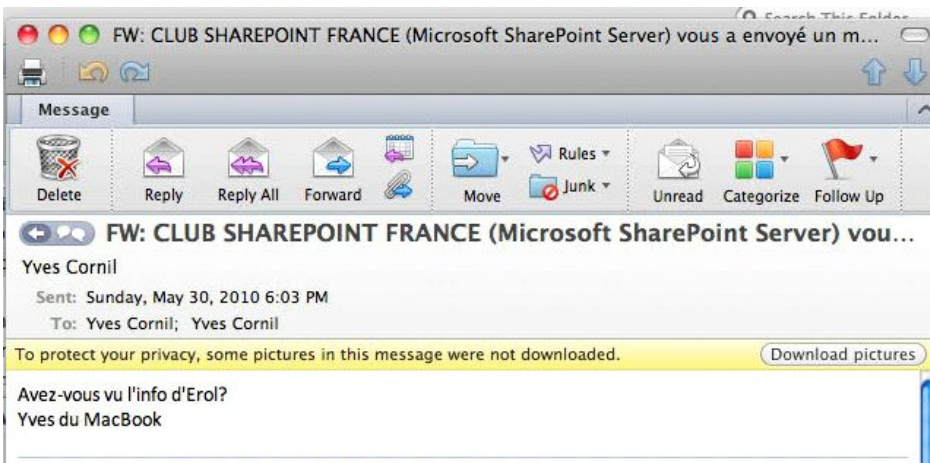 Search This Folder
FW: CLUB SHAREPOINT FRANCE (Microsoft SharePoint Server) vous a envoyé un m...
Message
Delete
Reply
Reply All
Forward
Move
Rules
Junk
Unread
Categorize
Follow Up
FW: CLUB SHAREPOINT FRANCE (Microsoft SharePoint Server) vou...
Yves Cornil
Sent: Sunday, May 30, 2010 6:03 PM
To: Yves Cornil; Yves Cornil
To protect your privacy, some pictures in this message were not downloaded. Download pictures
Avez-vous vu l'info d'Erol?
Yves du MacBook